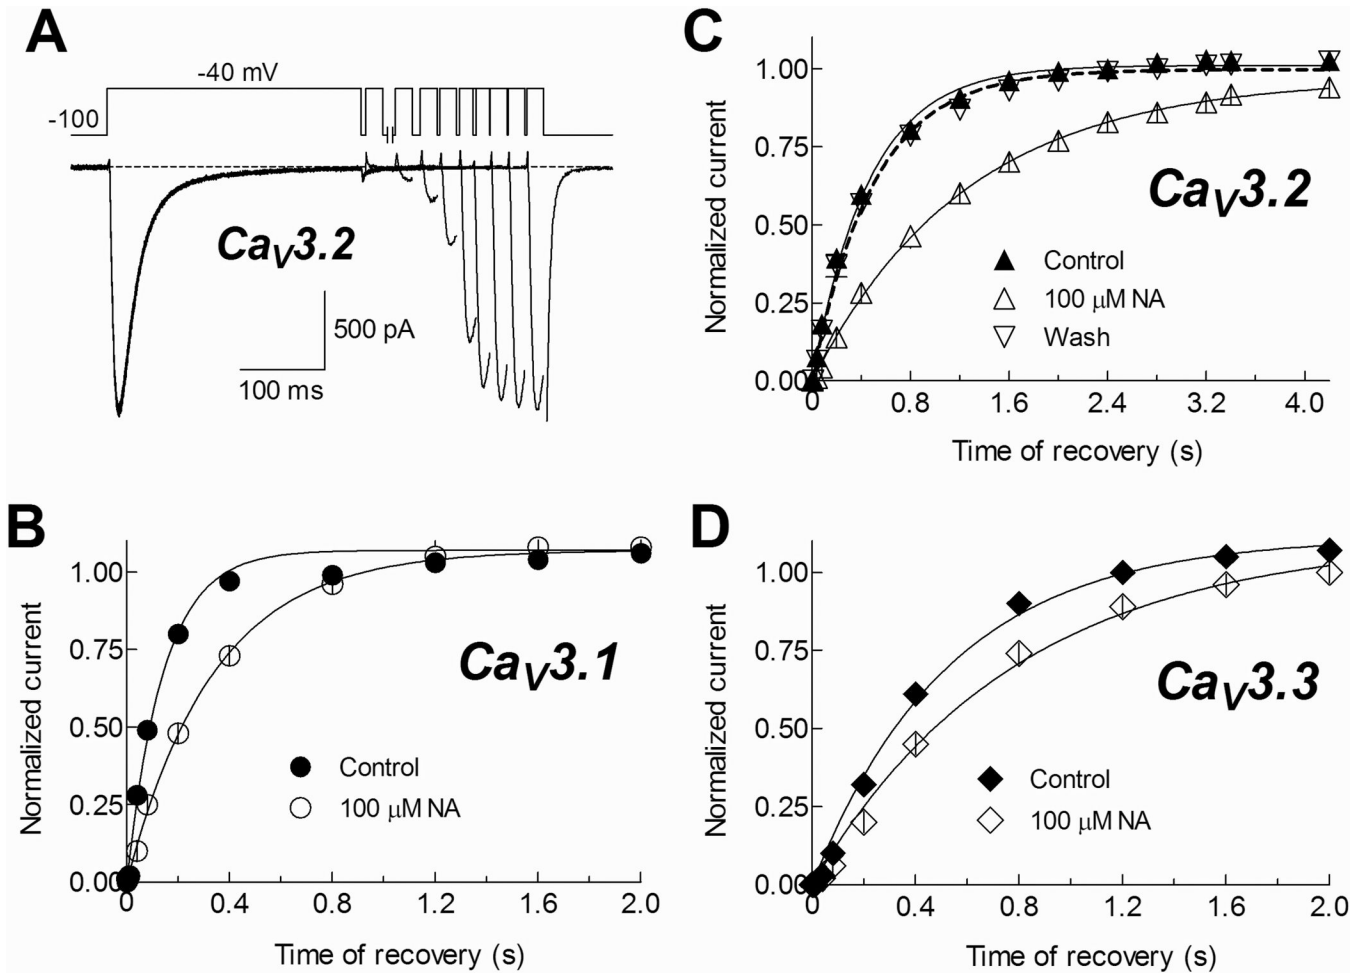 A
-40 mV
-100
CaV3.2
500 pA
100 ms
C
Normalized current
1.00
0.75
0.50
0.25
0.00
CaV3.2
Control
100 μM NA
Wash
0 0.8 1.6 2.4 3.2 4.0
Time of recovery (s)
B
Normalized current
1.00
0.75
0.50
0.25
0.00
CaV3.1
Control
100 μM NA
0 0.4 0.8 1.2 1.6 2.0
Time of recovery (s)
D
Normalized current
1.00
0.75
0.50
0.25
0.00
CaV3.3
Control
100 μM NA
0 0.4 0.8 1.2 1.6 2.0
Time of recovery (s)